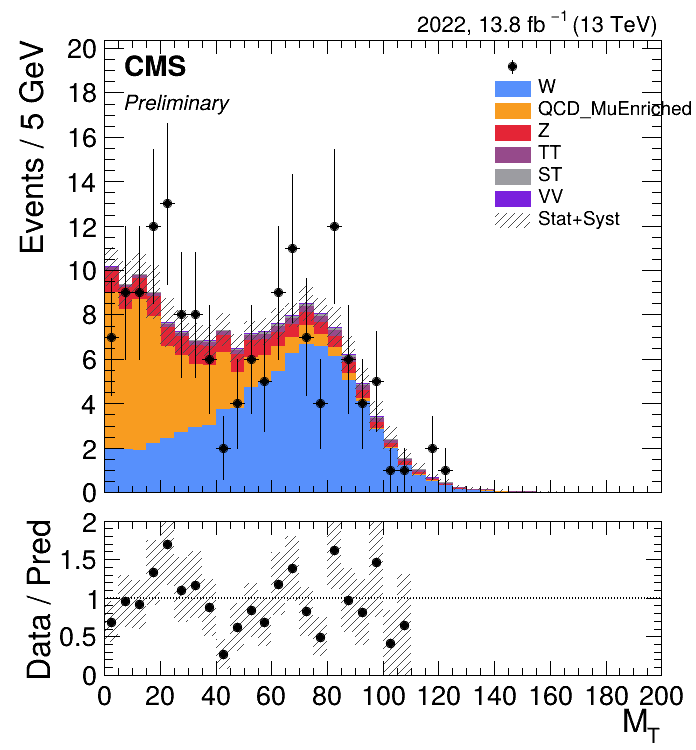 2022, 13.8 fb⁻¹ (13 TeV)
CMS
Preliminary
W
QCD_MuEnriched
Z
TT
ST
VV
Stat+Syst
Events / 5 GeV
20
18
16
14
12
10
8
6
4
2
0
Data / Pred
2
1.5
1
0.5
0
0 20 40 60 80 100 120 140 160 180 200
M_T